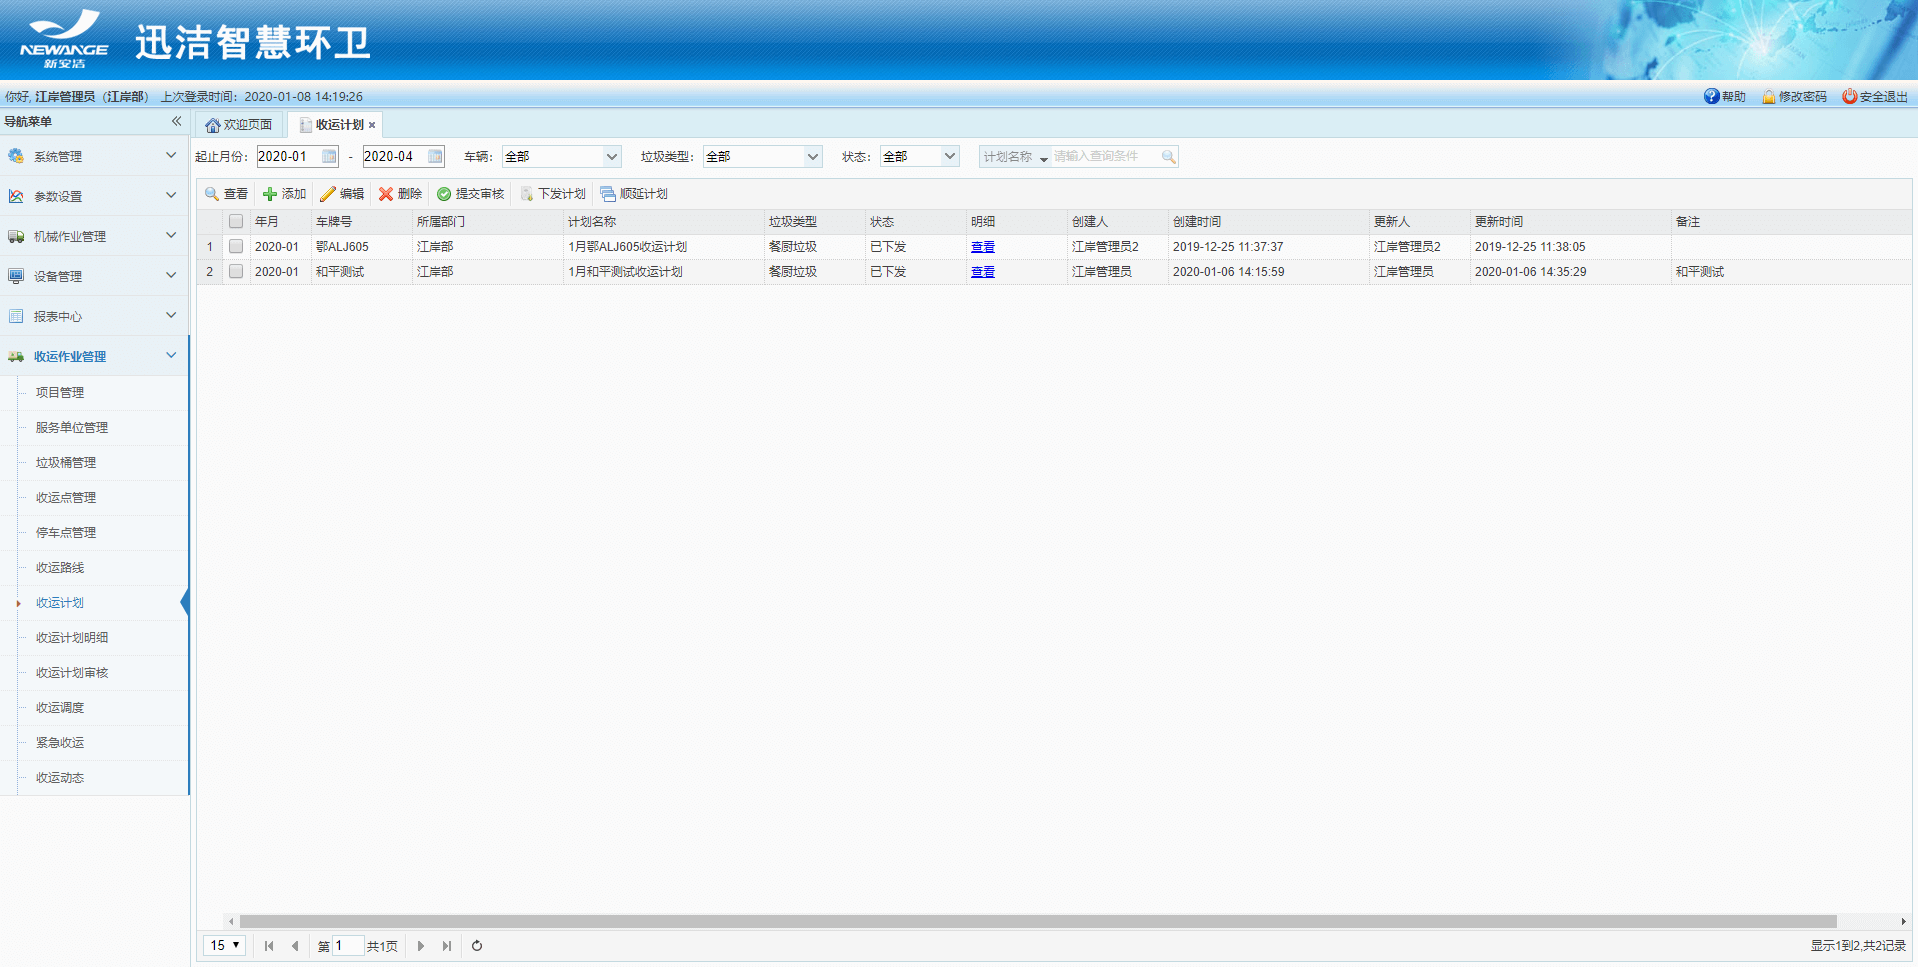 NEWANGE
新安洁
迅洁智慧环卫
你好, 江岸管理员（江岸部） 上次登录时间：2020-01-08 14:19:26
帮助 修改密码 安全退出
导航菜单
欢迎页面 收运计划
起止月份： 2020-01 - 2020-04 车辆： 全部 垃圾类型： 全部 状态： 全部 计划名称 请输入查询条件
查看 添加 编辑 删除 提交审核 下发计划 顺延计划
年月 车牌号 所属部门 计划名称 垃圾类型 状态 明细 创建人 创建时间 更新人 更新时间 备注
1 2020-01 鄂ALJ605 江岸部 1月鄂ALJ605收运计划 餐厨垃圾 已下发 查看 江岸管理员2 2019-12-25 11:37:37 江岸管理员2 2019-12-25 11:38:05
2 2020-01 和平测试 江岸部 1月和平测试收运计划 餐厨垃圾 已下发 查看 江岸管理员 2020-01-06 14:15:59 江岸管理员 2020-01-06 14:35:29 和平测试
系统管理
参数设置
机械作业管理
设备管理
报表中心
收运作业管理
项目管理
服务单位管理
垃圾桶管理
收运点管理
停车点管理
收运路线
收运计划
收运计划明细
收运计划审核
收运调度
紧急收运
收运动态
15 第 1 共1页
显示1到2,共2记录